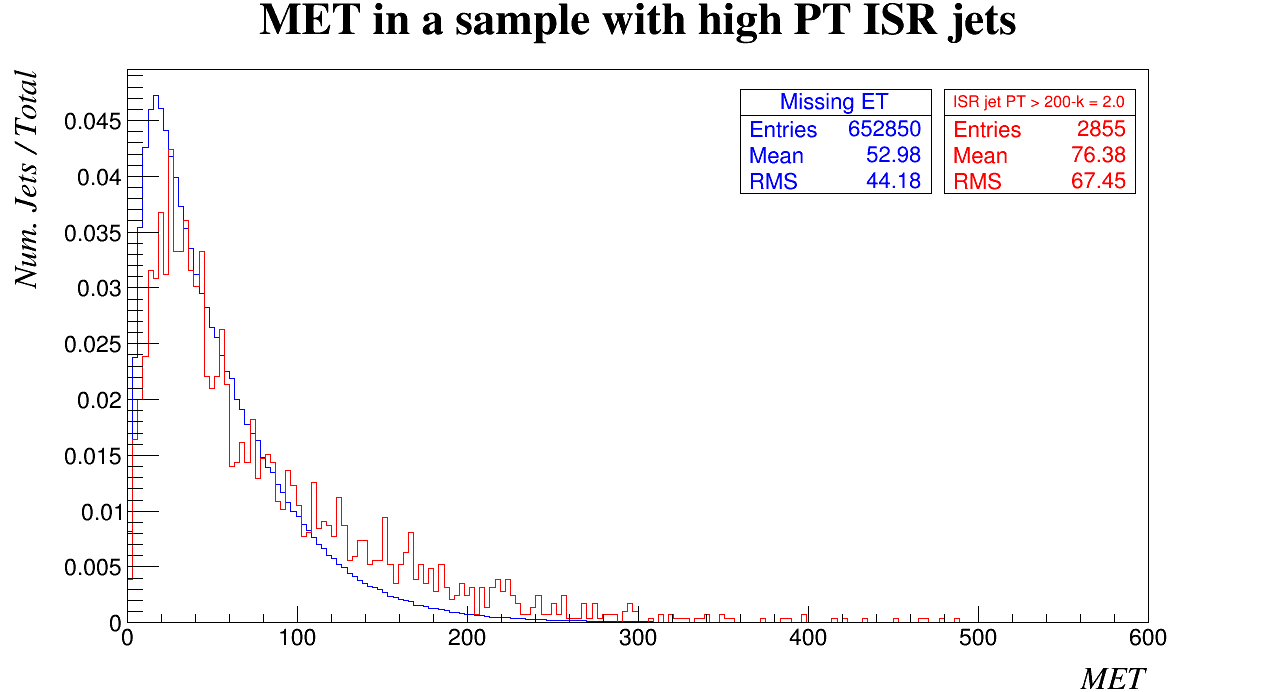 MET in a sample with high PT ISR jets
Num. Jets / Total
Missing ET
Entries 652850
Mean 52.98
RMS 44.18
ISR jet PT > 200-k = 2.0
Entries 2855
Mean 76.38
RMS 67.45
0.045
0.04
0.035
0.03
0.025
0.02
0.015
0.01
0.005
0
0 100 200 300 400 500 600
MET